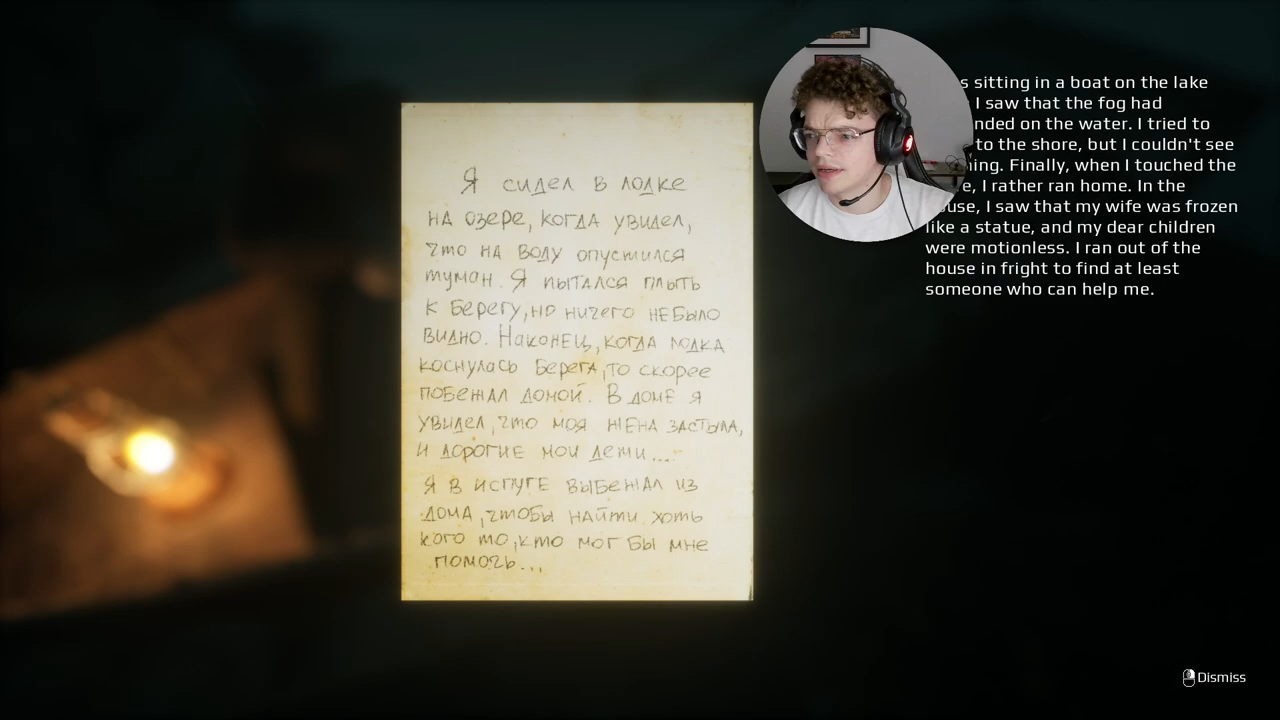 Я сидел в лодке
на озере, когда увидел,
что на воду опустился
туман. Я пытался плыть
к берегу, но ничего небыло
видно. Наконец, когда лодка
коснулась берега, то скорее
побежал домой. В доме я
увидел, что моя жена застыла,
и дорогие мои дети...
Я в испуге выбежал из
дома, чтобы найти хоть
кого то, кто мог бы мне
помочь...
sitting in a boat on the lake
I saw that the fog had
on the water. I tried to
to the shore, but I couldn't see
Finally, when I touched the
I rather ran home. In the
I saw that my wife was frozen
like a statue, and my dear children
were motionless. I ran out of the
house in fright to find at least
someone who can help me.
Dismiss